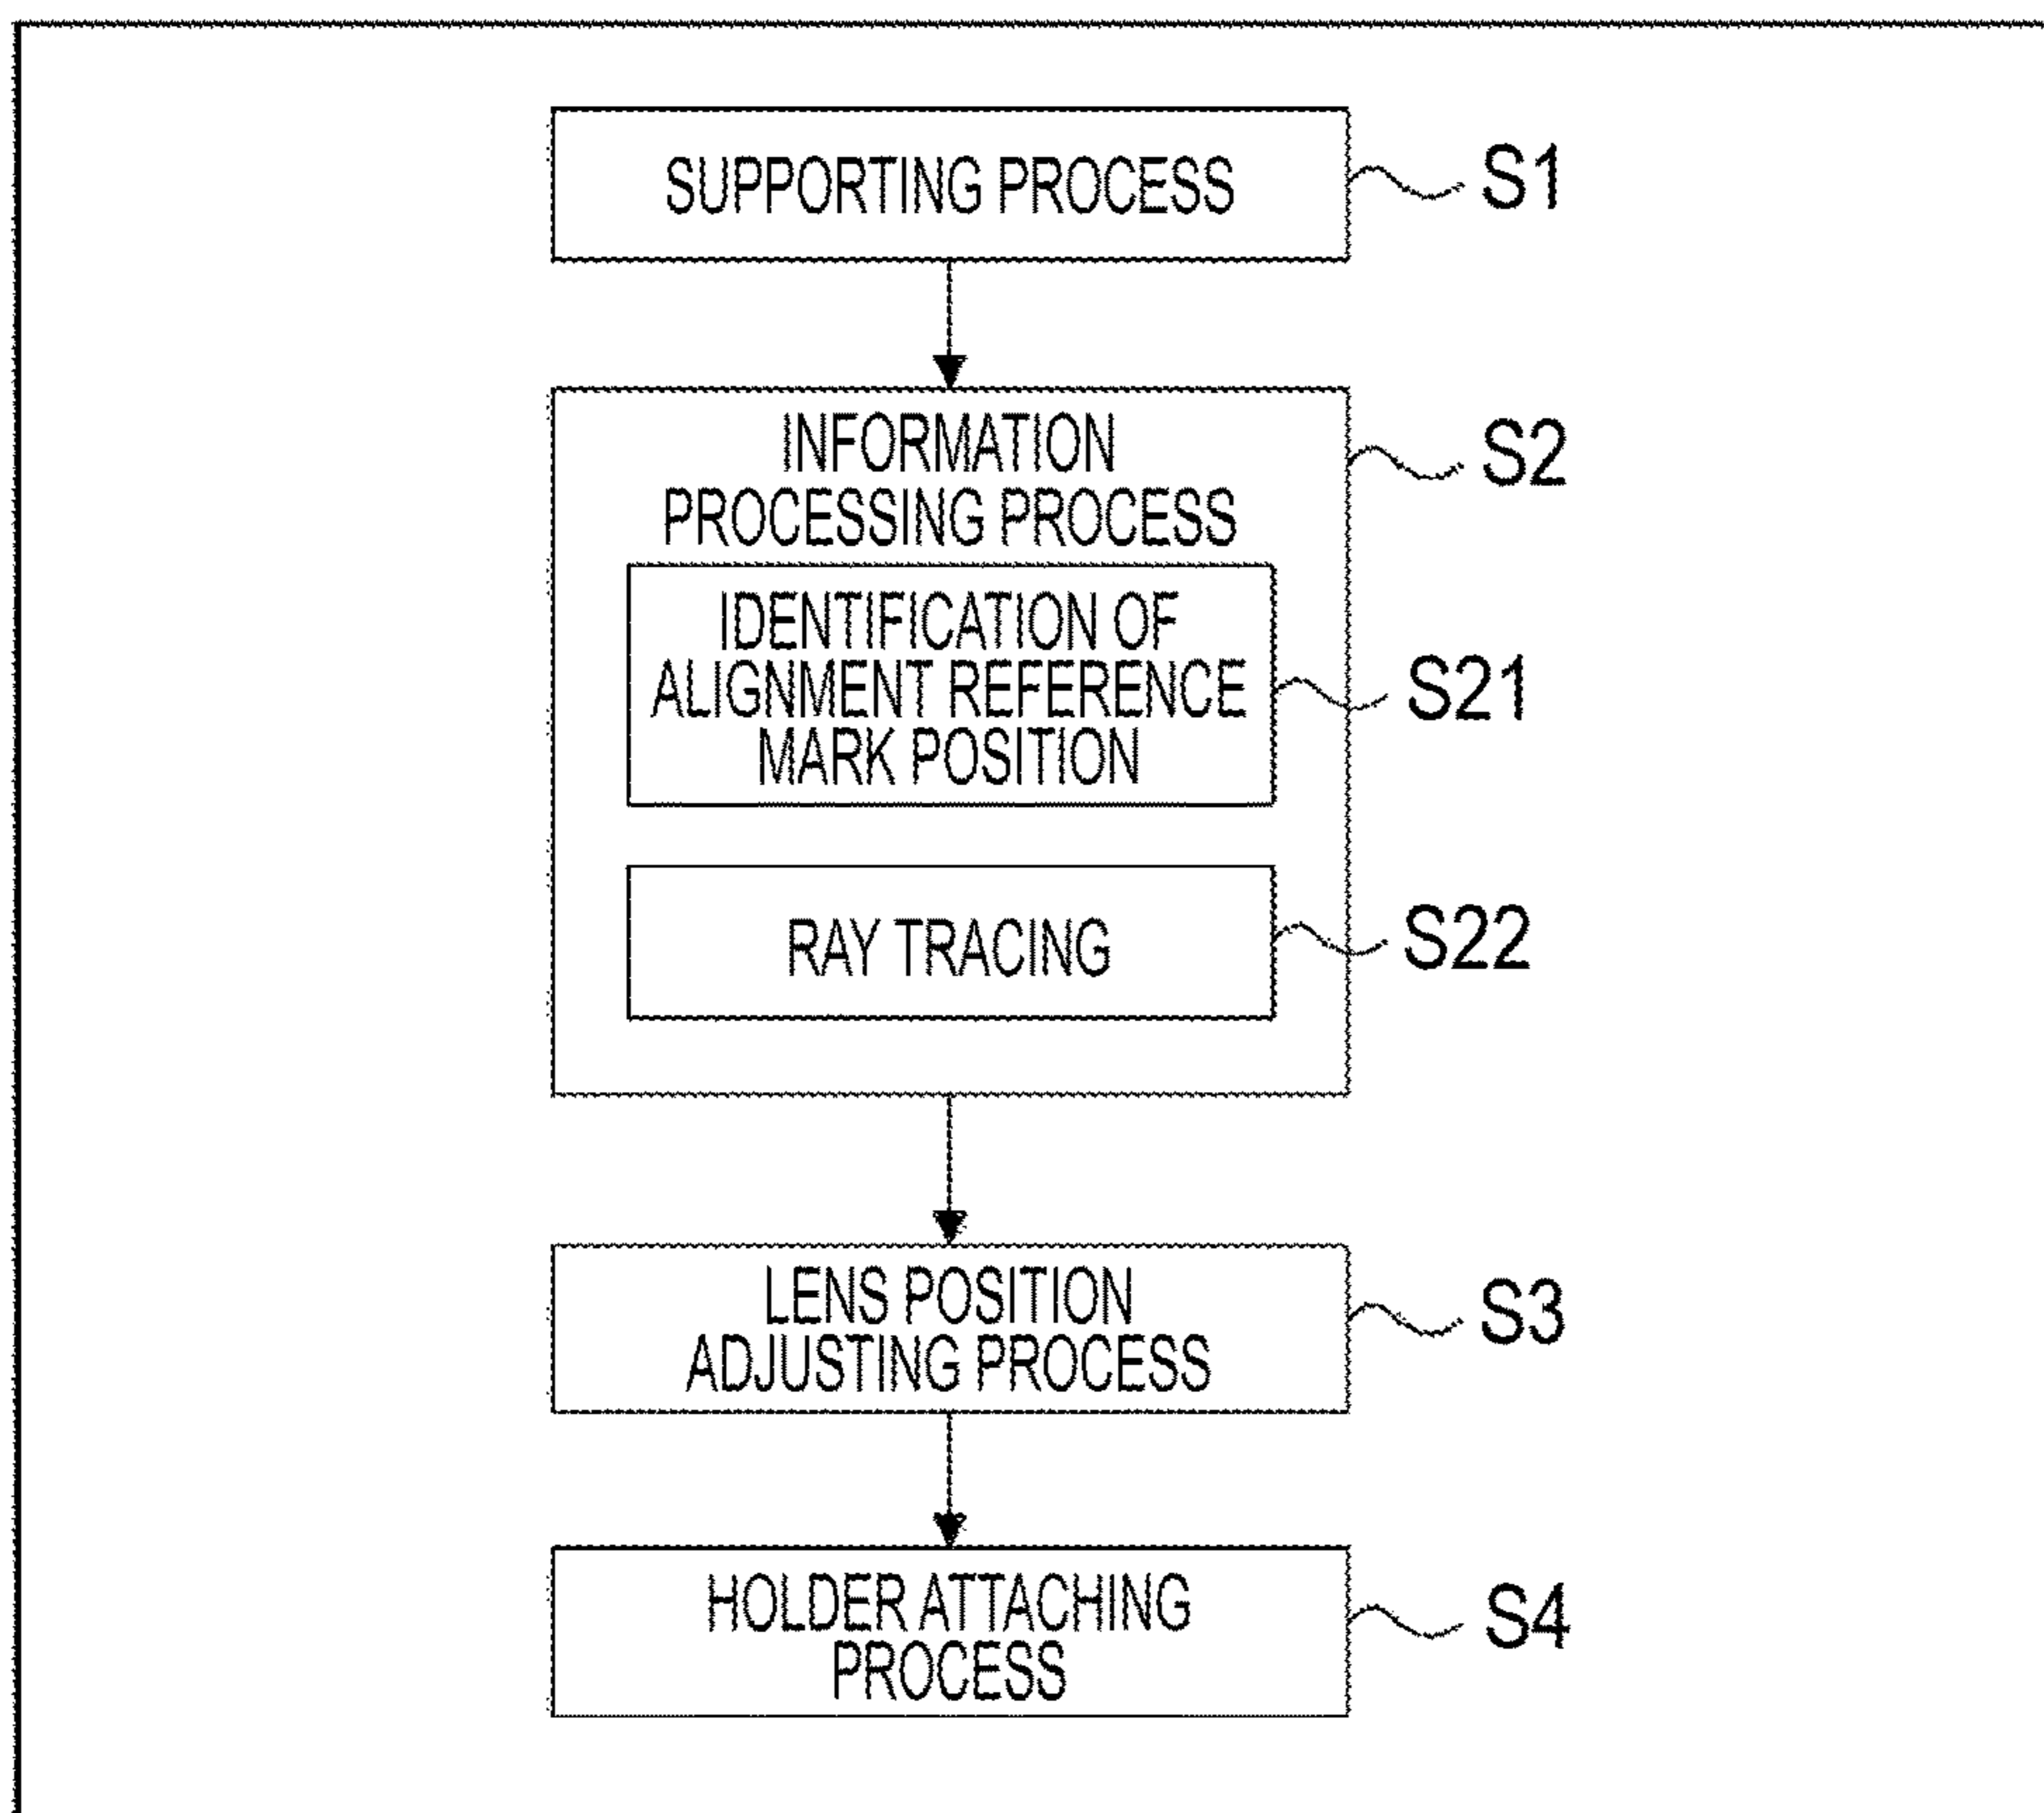 SUPPORTING PROCESS
S1
INFORMATION
PROCESSING PROCESS
S2
IDENTIFICATION OF
ALIGNMENT REFERENCE
MARK POSITION
S21
RAY TRACING
S22
LENS POSITION
ADJUSTING PROCESS
S3
HOLDER ATTACHING
PROCESS
S4